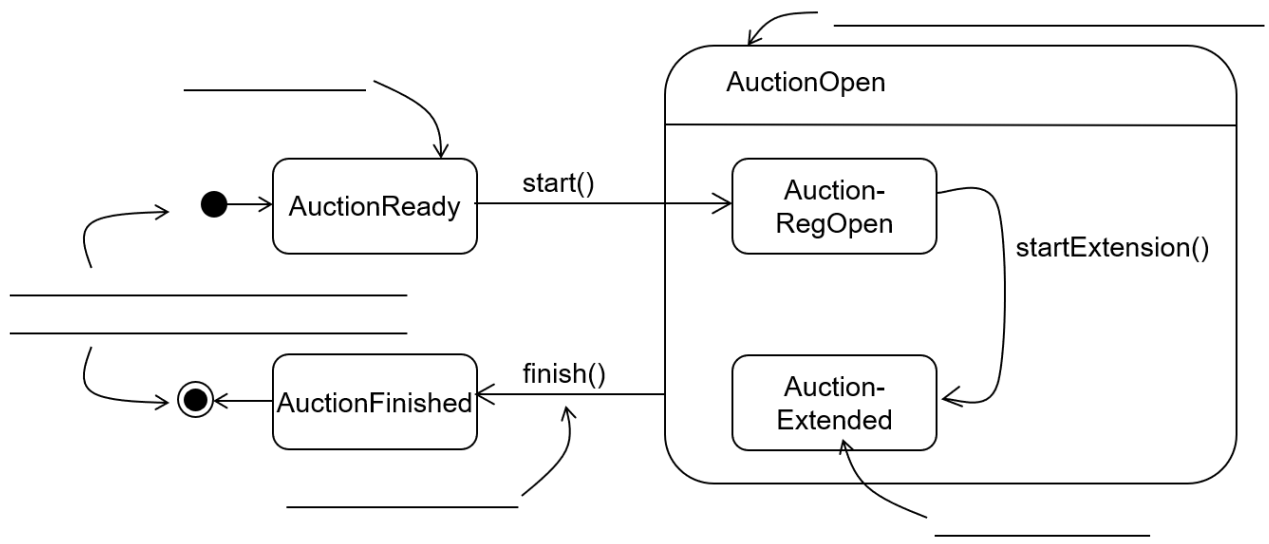 AuctionOpen
AuctionReady
start()
Auction-
RegOpen
startExtension()
AuctionFinished
finish()
Auction-
Extended